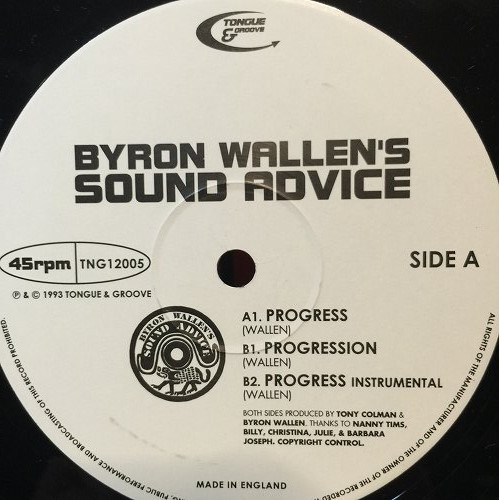 TONGUE
& GROOVE
BYRON WALLEN'S
SOUND ADVICE
45rpm TNG12005
SIDE A
℗ & © 1993 TONGUE & GROOVE
BYRON WALLEN'S
SOUND ADVICE
A1. PROGRESS
(WALLEN)
B1. PROGRESSION
(WALLEN)
B2. PROGRESS INSTRUMENTAL
(WALLEN)
BOTH SIDES PRODUCED BY TONY COLMAN &
BYRON WALLEN. THANKS TO NANNY TIMS,
BILLY, CHRISTINA, JULIE, & BARBARA
JOSEPH. COPYRIGHT CONTROL.
MADE IN ENGLAND
ALL RIGHTS OF THE MANUFACTURER AND OF THE OWNER OF THE RECORD
NG, PUBLIC PERFORMANCE AND BROADCASTING OF THIS RECORD PROHIBITED.